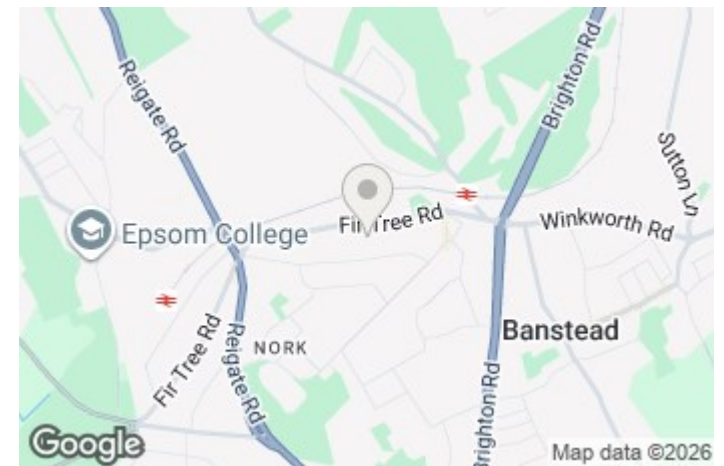 Reigate Rd
Brighton Rd
Sutton Ln
Fir Tree Rd
Winkworth Rd
Epsom College
Banstead
Fir Tree Rd
NORK
Reigate Rd
Brighton Rd
Google
Map data ©2026